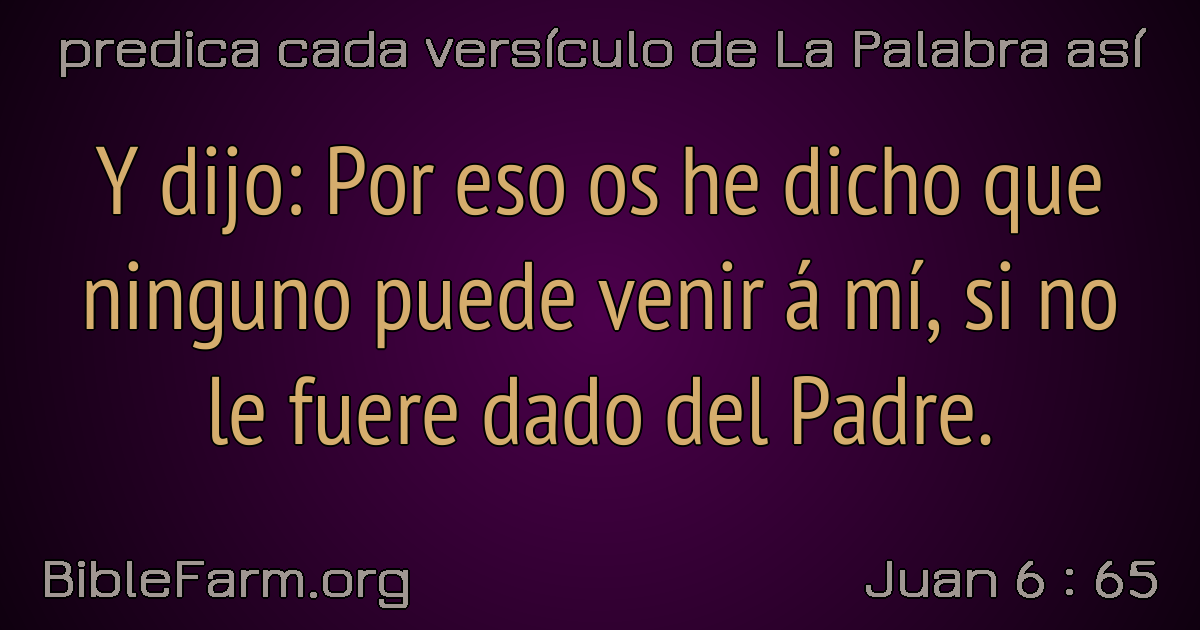 predica cada versículo de La Palabra así
Y dijo: Por eso os he dicho que
ninguno puede venir á mí, si no
le fuere dado del Padre.
BibleFarm.org
Juan 6 : 65